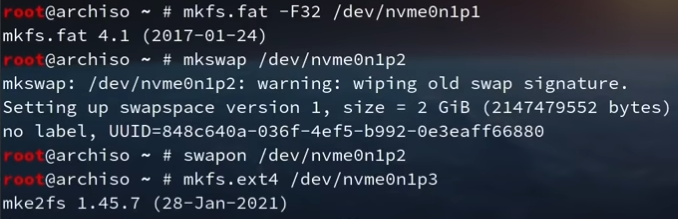 root@archiso ~ # mkfs.fat -F32 /dev/nvme0n1p1
mkfs.fat 4.1 (2017-01-24)
root@archiso ~ # mkswap /dev/nvme0n1p2
mkswap: /dev/nvme0n1p2: warning: wiping old swap signature.
Setting up swapspace version 1, size = 2 GiB (2147479552 bytes)
no label, UUID=848c640a-036f-4ef5-b992-0e3eaff66880
root@archiso ~ # swapon /dev/nvme0n1p2
root@archiso ~ # mkfs.ext4 /dev/nvme0n1p3
mke2fs 1.45.7 (28-Jan-2021)